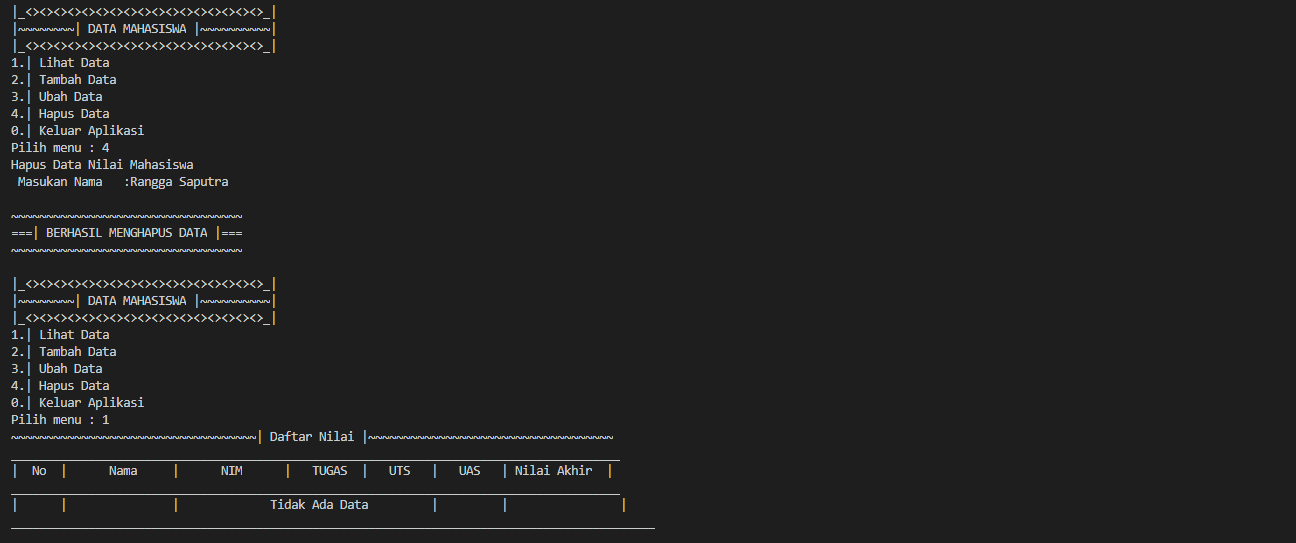 |_<><><><><><><><><><><><><><><><><>_|
|~~~~~~~~| DATA MAHASISWA |~~~~~~~~~~|
|_<><><><><><><><><><><><><><><><><>_|
1.| Lihat Data
2.| Tambah Data
3.| Ubah Data
4.| Hapus Data
0.| Keluar Aplikasi
Pilih menu : 4
Hapus Data Nilai Mahasiswa
 Masukan Nama   :Rangga Saputra

~~~~~~~~~~~~~~~~~~~~~~~~~~~~~~~~~
===| BERHASIL MENGHAPUS DATA |===
~~~~~~~~~~~~~~~~~~~~~~~~~~~~~~~~~

|_<><><><><><><><><><><><><><><><><>_|
|~~~~~~~~| DATA MAHASISWA |~~~~~~~~~~|
|_<><><><><><><><><><><><><><><><><>_|
1.| Lihat Data
2.| Tambah Data
3.| Ubah Data
4.| Hapus Data
0.| Keluar Aplikasi
Pilih menu : 1
~~~~~~~~~~~~~~~~~~~~~~~~~~~~~~~~~~~| Daftar Nilai |~~~~~~~~~~~~~~~~~~~~~~~~~~~~~~~~~~~
_______________________________________________________________________________________
|  No  |      Nama     |      NIM      |   TUGAS  |   UTS   |   UAS   | Nilai Akhir  |
_______________________________________________________________________________________
|      |               |             Tidak Ada Data         |         |                |
____________________________________________________________________________________________